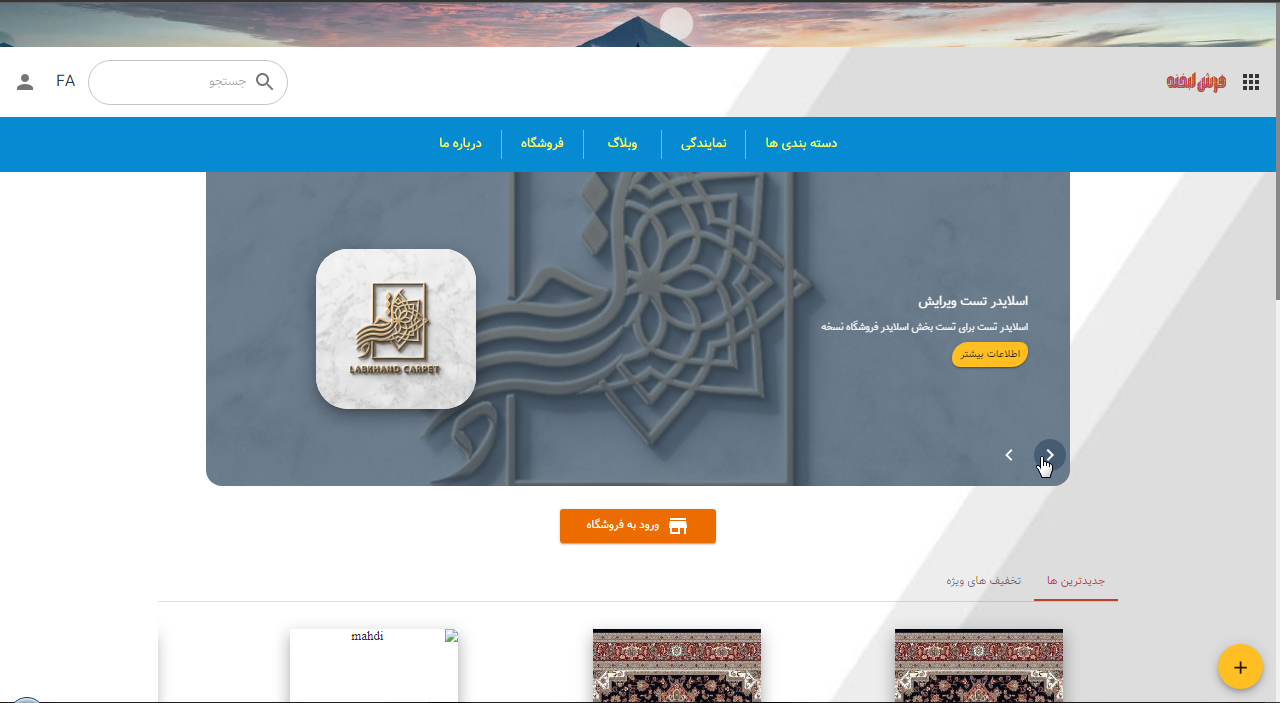 فرش لبخند
جستجو
FA
دسته بندی ها
نمایندگی
وبلاگ
فروشگاه
درباره ما
LABKHAND CARPET
اسلایدر تست ویرایش
اسلایدر تست برای تست بخش اسلایدر فروشگاه نسخه
اطلاعات بیشتر
ورود به فروشگاه
جدیدترین ها
تخفیف های ویژه
mahdi